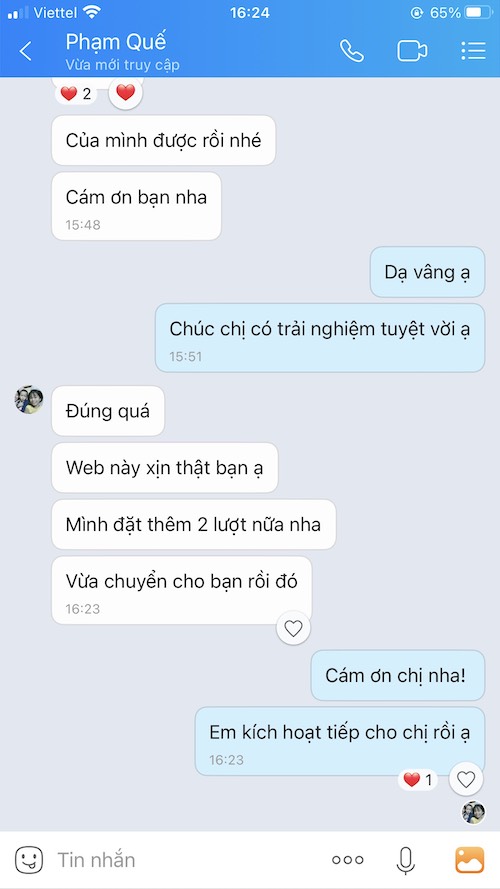 Viettel 16:24 65%
Phạm Quế
Vừa mới truy cập
2
Của mình được rồi nhé
Cám ơn bạn nha
15:48
Dạ vâng ạ
Chúc chị có trải nghiệm tuyệt vời ạ
15:51
Đúng quá
Web này xịn thật bạn ạ
Mình đặt thêm 2 lượt nữa nha
Vừa chuyển cho bạn rồi đó
16:23
Cám ơn chị nha!
Em kích hoạt tiếp cho chị rồi ạ
16:23
1
Tin nhắn